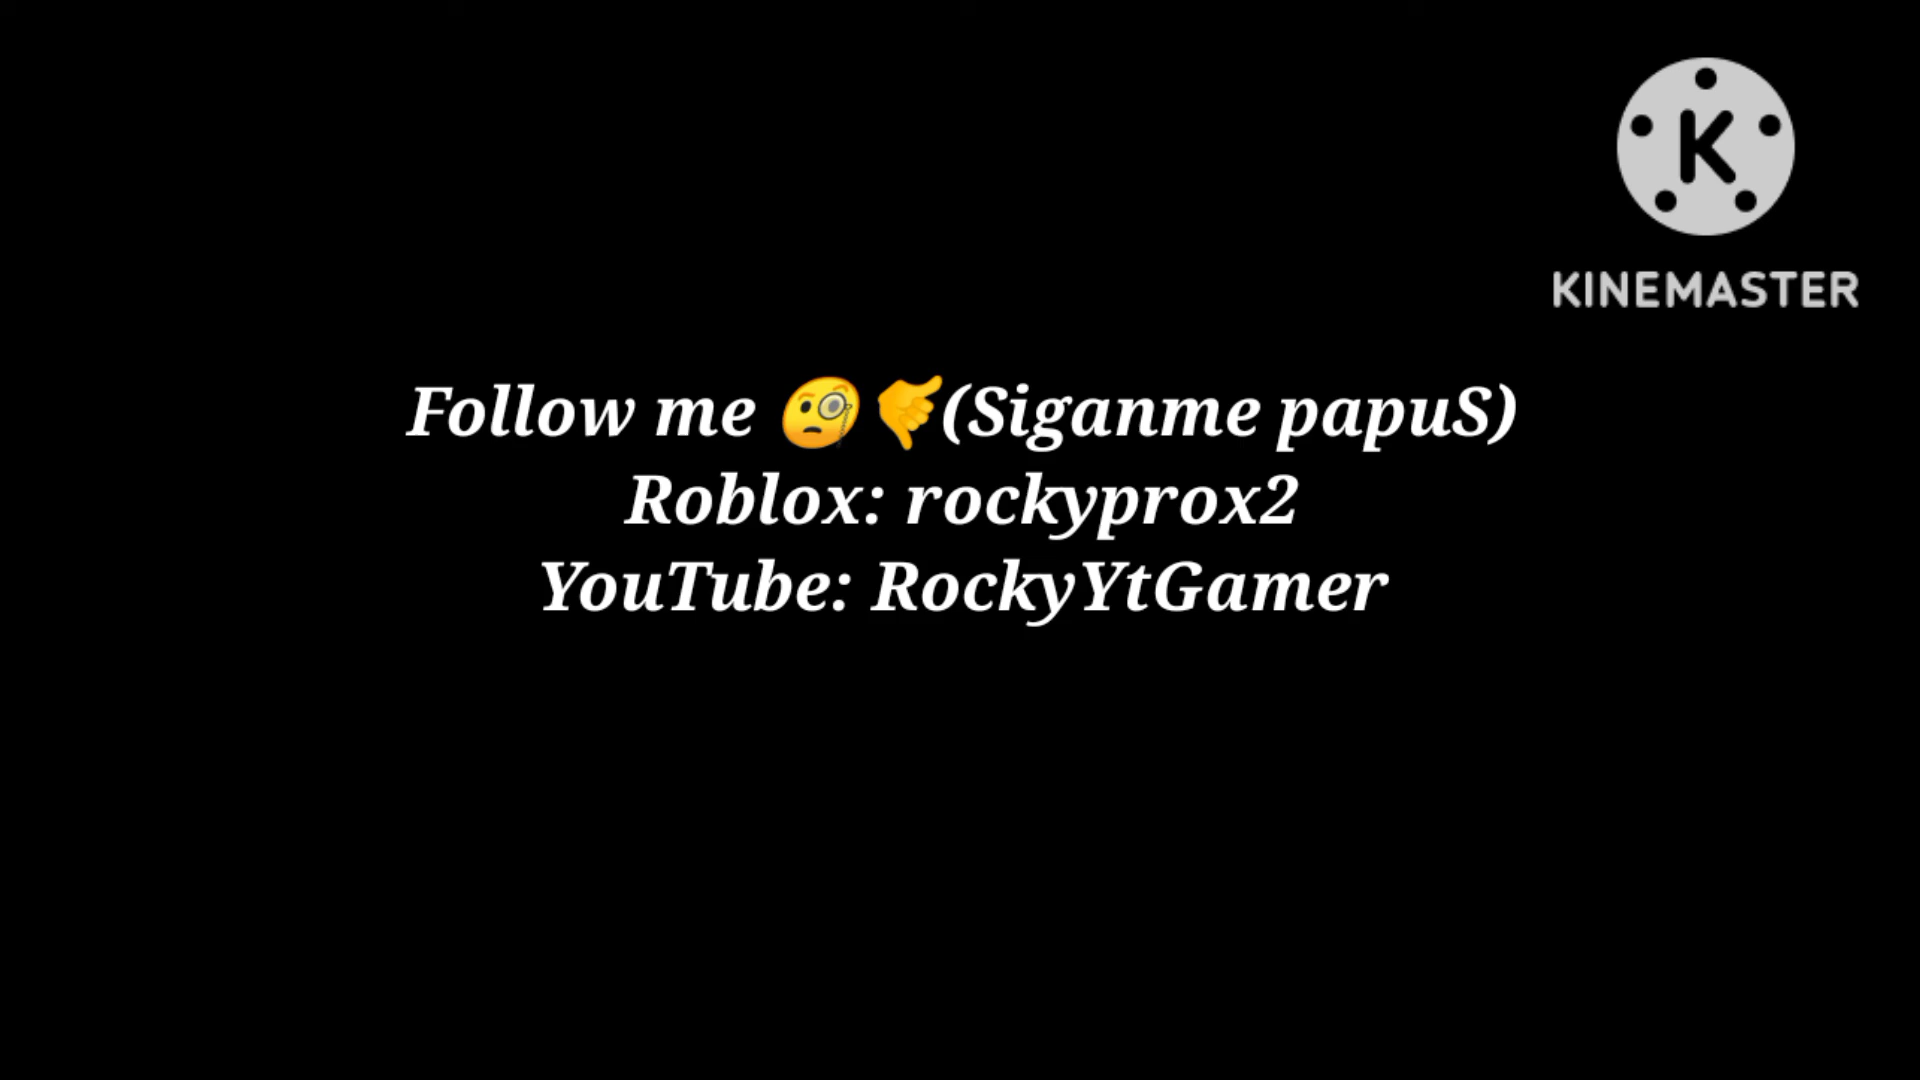 K
KINEMASTER
Follow me 🧐🤙(Siganme papuS)
Roblox: rockyprox2
YouTube: RockyYtGamer